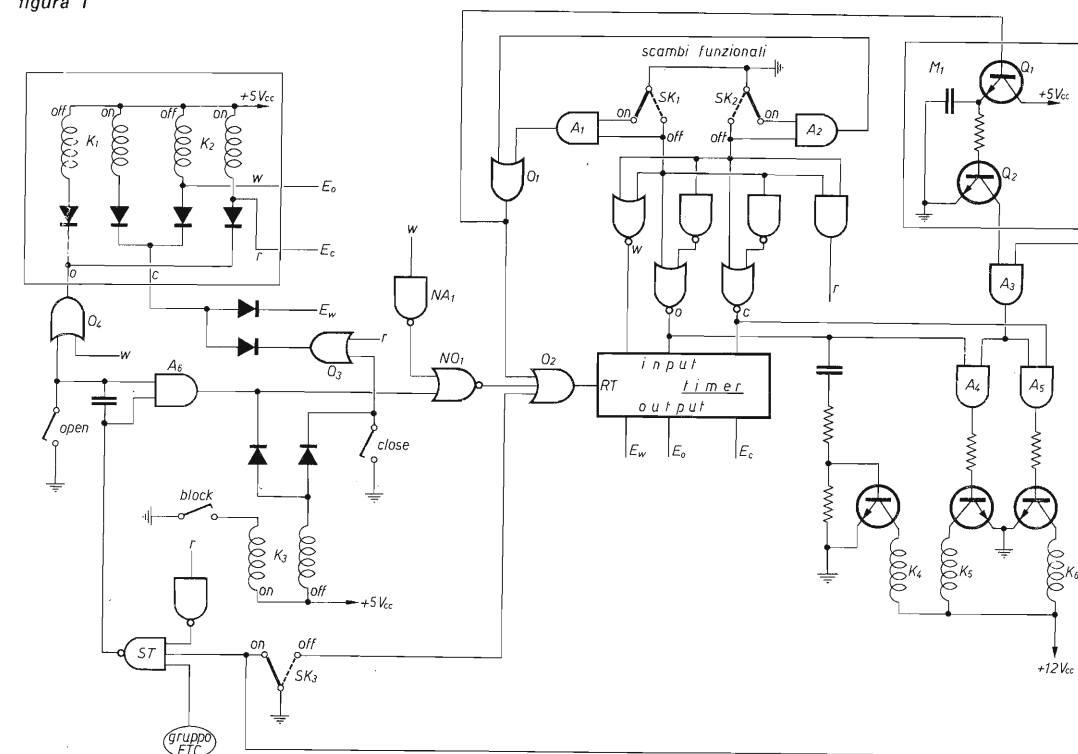 figura 1
scambi funzionali
M1
Q1
+5Vcc
+5Vcc
off
on
off
on
K1
K2
w
Eo
r
Ec
o
c
Ew
on
SK1
SK2
on
A1
A2
off
off
O1
Q2
w
NA1
w
r
A3
o
c
O4
w
r
O3
A6
NO1
O2
RT
input
timer
output
Ew
Eo
Ec
A4
A5
open
close
block
K3
on
off
+5Vcc
r
ST
on
off
SK3
K4
K5
K6
+12Vcc
gruppo
ETC